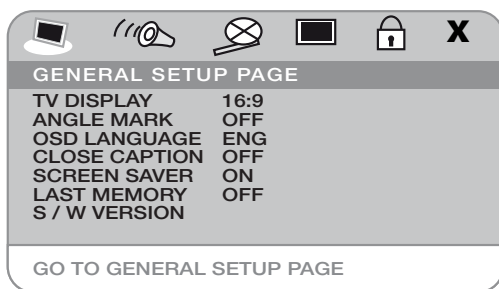 X
GENERAL SETUP PAGE
TV DISPLAY 16:9
ANGLE MARK OFF
OSD LANGUAGE ENG
CLOSE CAPTION OFF
SCREEN SAVER ON
LAST MEMORY OFF
S / W VERSION
GO TO GENERAL SETUP PAGE